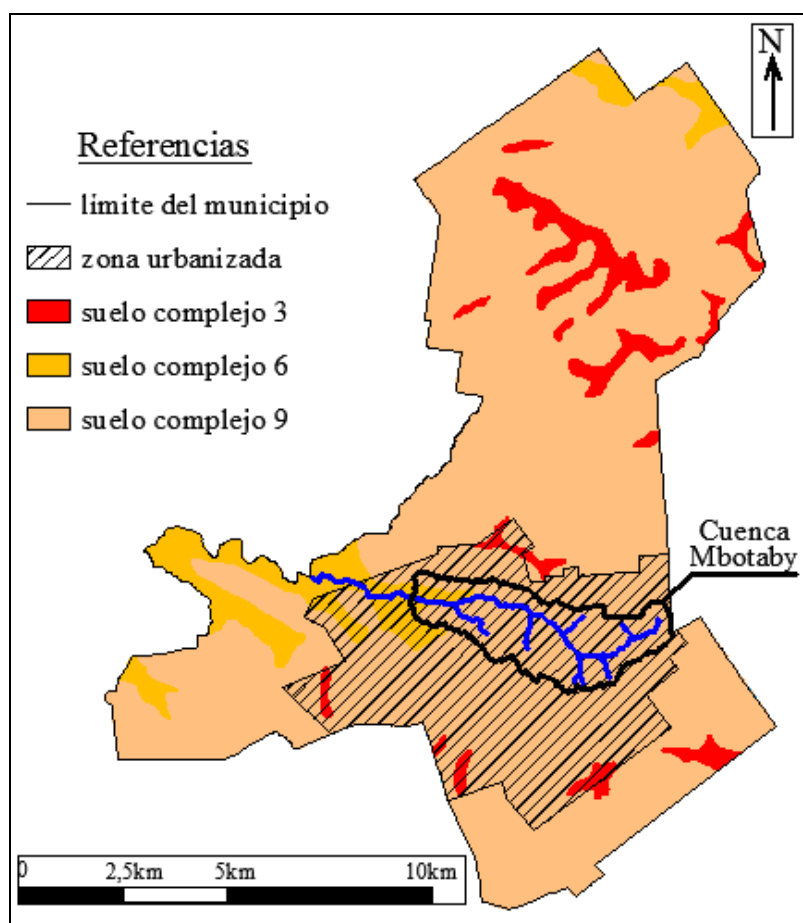 N
Referencias
limite del municipio
zona urbanizada
suelo complejo 3
suelo complejo 6
suelo complejo 9
Cuenca
Mbotaby
0 2,5km 5km 10km